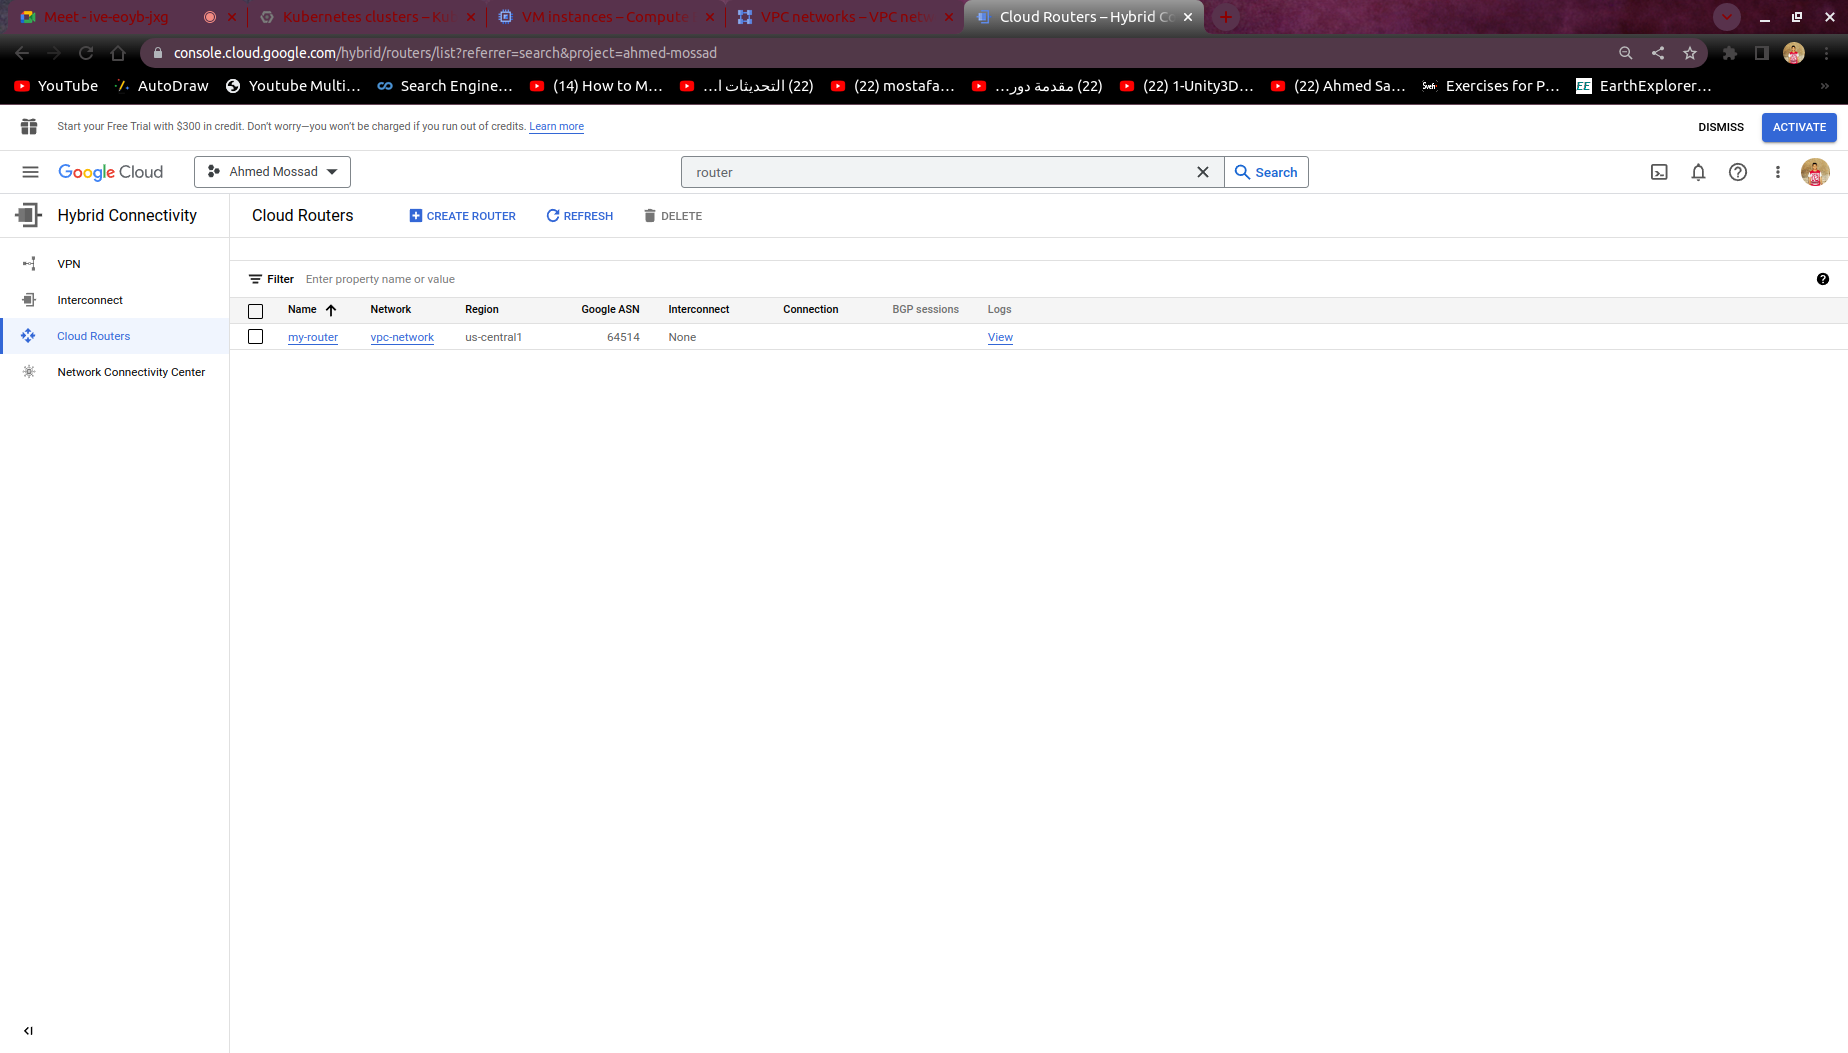 Meet - ive-eoyb-jxg
Kubernetes clusters – Ku
VM instances – Compute
VPC networks – VPC netw
Cloud Routers – Hybrid Co
console.cloud.google.com/hybrid/routers/list?referrer=search&project=ahmed-mossad
YouTube
AutoDraw
Youtube Multi...
Search Engine...
(14) How to M...
(22) التحديثات ا...
(22) mostafa...
(22) مقدمة دور...
(22) 1-Unity3D...
(22) Ahmed Sa...
Exercises for P...
EE
EarthExplorer...
Start your Free Trial with $300 in credit. Don't worry—you won't be charged if you run out of credits. Learn more
DISMISS
ACTIVATE
Google Cloud
Ahmed Mossad
router
Search
Hybrid Connectivity
Cloud Routers
CREATE ROUTER
REFRESH
DELETE
VPN
Interconnect
Cloud Routers
Network Connectivity Center
Filter Enter property name or value
Name Network Region Google ASN Interconnect Connection BGP sessions Logs
my-router vpc-network us-central1 64514 None View